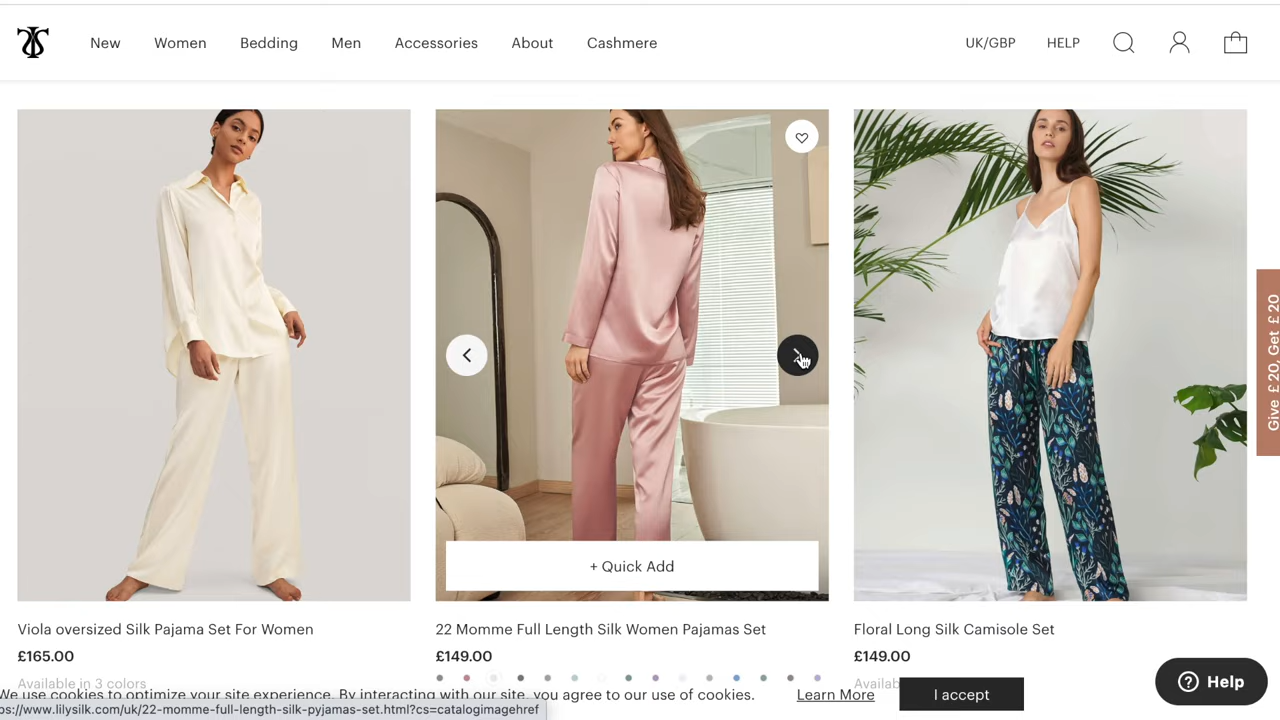 New Women Bedding Men Accessories About Cashmere UK/GBP HELP
+ Quick Add
Give £20, Get £20
Viola oversized Silk Pajama Set For Women
£165.00
Available in 3 colors
22 Momme Full Length Silk Women Pajamas Set
£149.00
Floral Long Silk Camisole Set
£149.00
We use cookies to optimize your site experience. By interacting with our site, you agree to our use of cookies. Learn More I accept
Help
ps://www.lilysilk.com/uk/22-momme-full-length-silk-pyjamas-set.html?cs=catalogimagehref